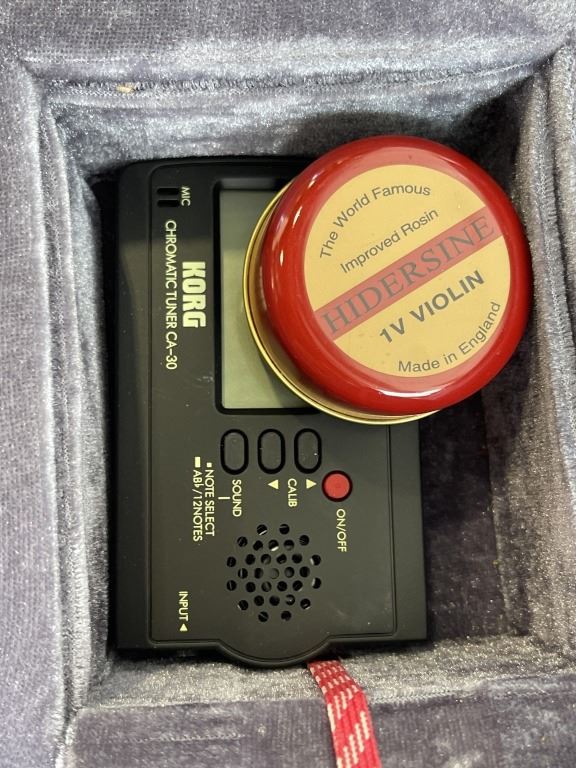 The World Famous
Improved Rosin
HIDERSINE
1V VIOLIN
Made in England
MIC
KORG
CHROMATIC TUNER CA-30
▲
CALIB
▼
SOUND
■ NOTE SELECT
▬ AB♭/12NOTES
ON/OFF
INPUT ◄